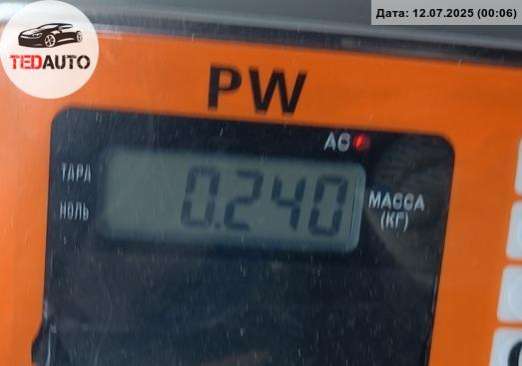 TEDAUTO
Дата: 12.07.2025 (00:06)
PW
AC
ТАРА
0.240
МАССА
НОЛЬ
(КГ)